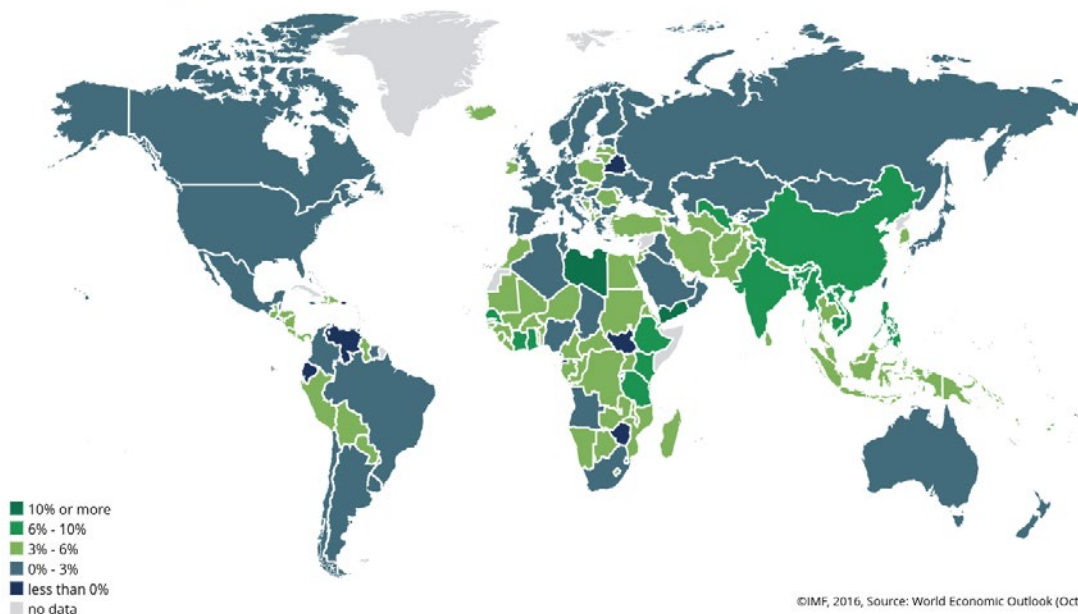 10% or more
6% - 10%
3% - 6%
0% - 3%
less than 0%
no data
©IMF, 2016, Source: World Economic Outlook (Oct